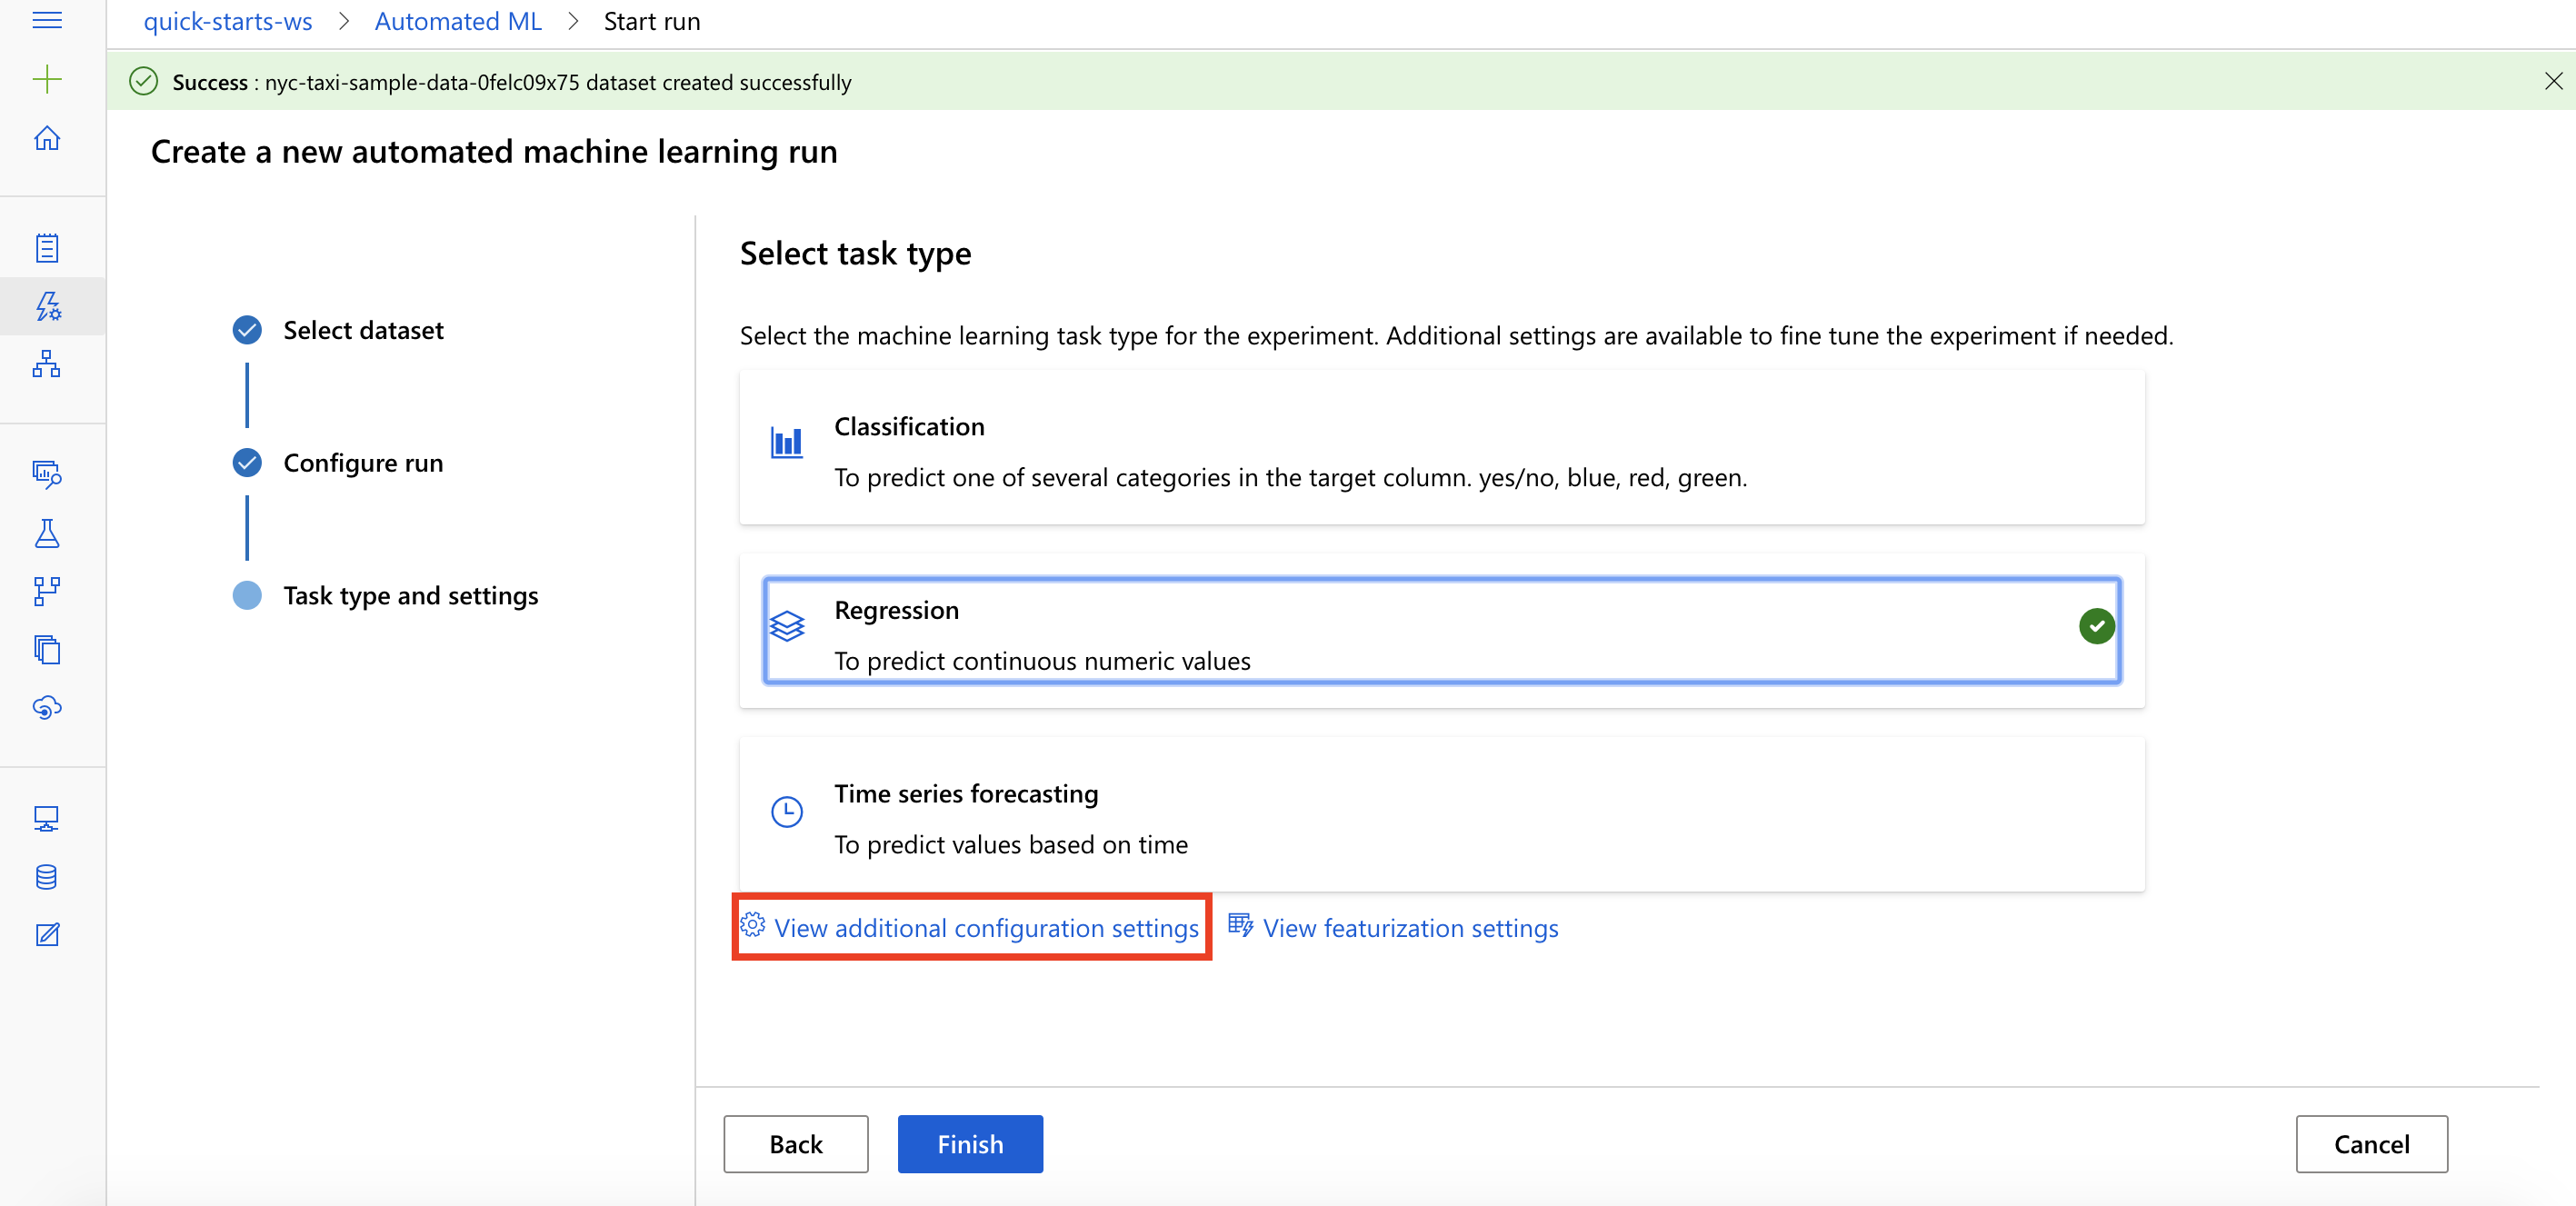 quick-starts-ws > Automated ML > Start run
Success : nyc-taxi-sample-data-0felc09x75 dataset created successfully
Create a new automated machine learning run
Select dataset
Configure run
Task type and settings
Select task type
Select the machine learning task type for the experiment. Additional settings are available to fine tune the experiment if needed.
Classification
To predict one of several categories in the target column. yes/no, blue, red, green.
Regression
To predict continuous numeric values
Time series forecasting
To predict values based on time
View additional configuration settings View featurization settings
Back Finish Cancel